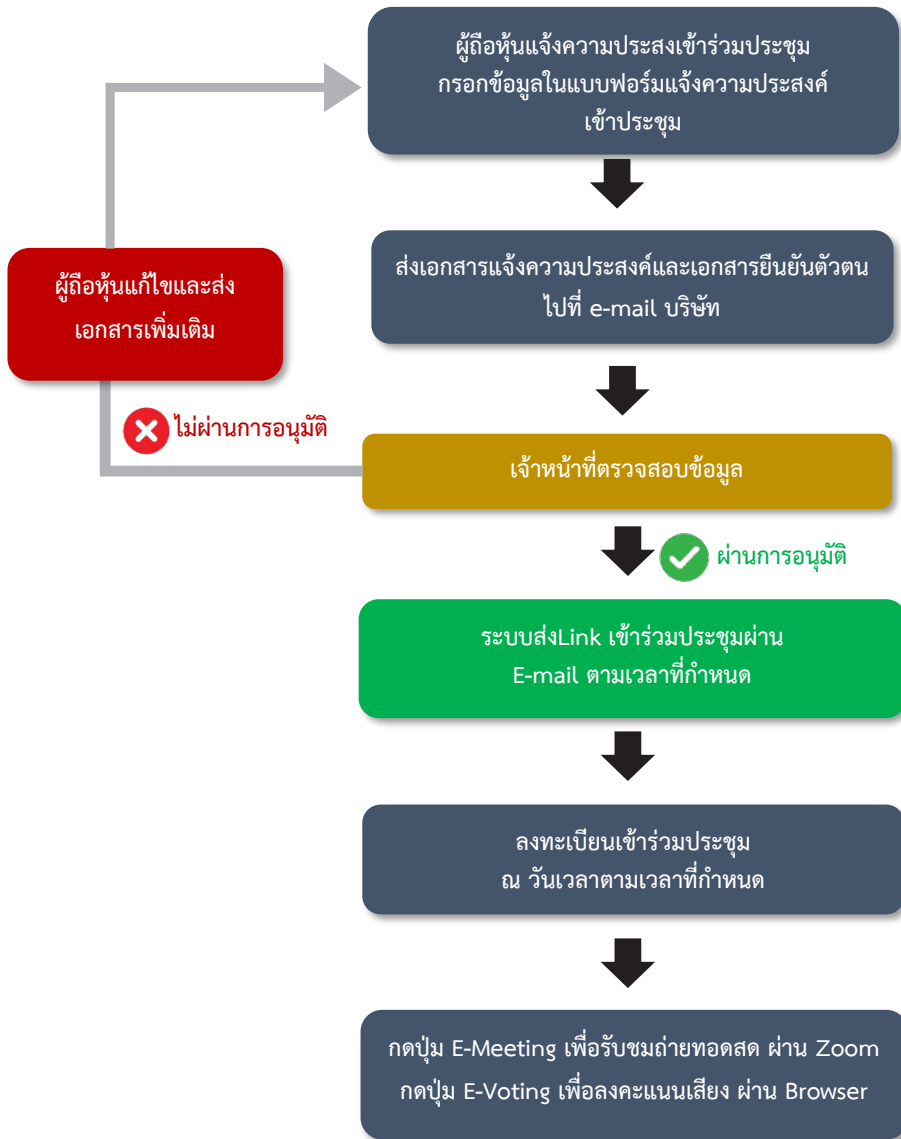 ผู้ถือหุ้นแจ้งความประสงเข้าร่วมประชุม
กรอกข้อมูลในแบบฟอร์มแจ้งความประสงค์
เข้าประชุม
ส่งเอกสารแจ้งความประสงค์และเอกสารยืนยันตัวตน
ไปที่ e-mail บริษัท
ผู้ถือหุ้นแก้ไขและส่ง
เอกสารเพิ่มเติม
ไม่ผ่านการอนุมัติ
เจ้าหน้าที่ตรวจสอบข้อมูล
ผ่านการอนุมัติ
ระบบส่งLink เข้าร่วมประชุมผ่าน
E-mail ตามเวลาที่กำหนด
ลงทะเบียนเข้าร่วมประชุม
ณ วันเวลาตามเวลาที่กำหนด
กดปุ่ม E-Meeting เพื่อรับชมถ่ายทอดสด ผ่าน Zoom
กดปุ่ม E-Voting เพื่อลงคะแนนเสียง ผ่าน Browser